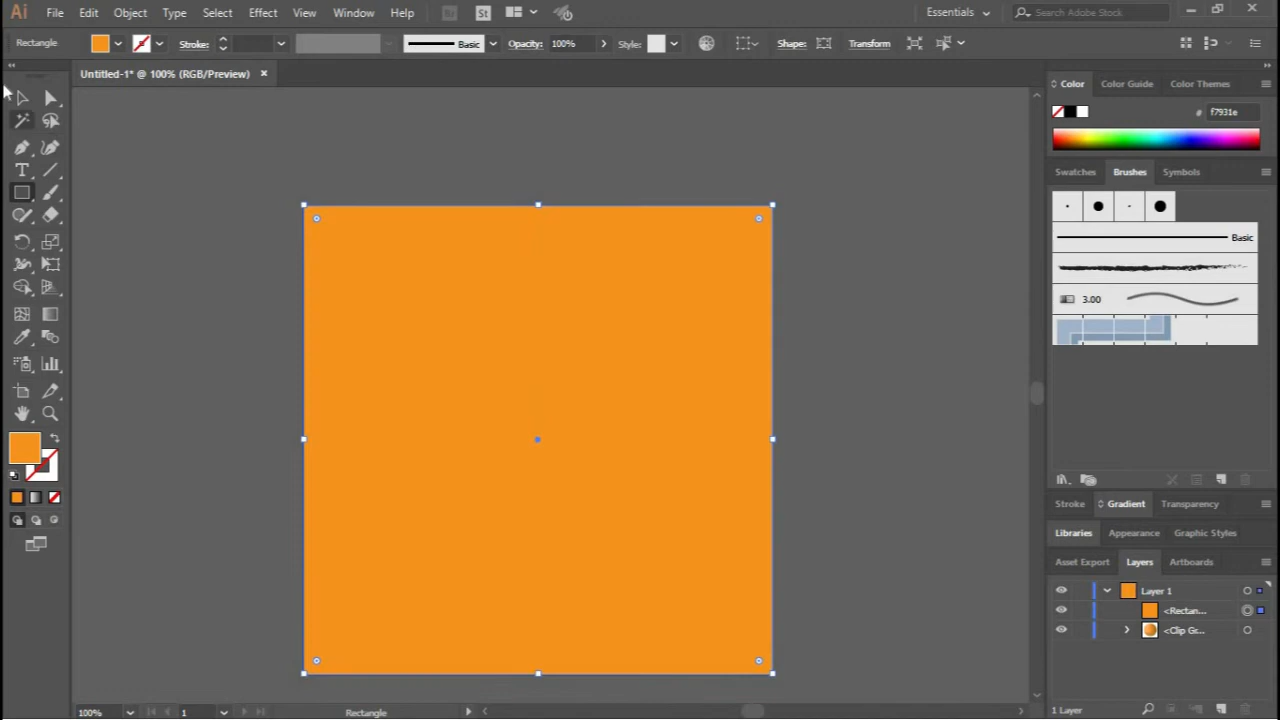 Ai File Edit Object Type Select Effect View Window Help Br St Essentials Search Adobe Stock
Rectangle Stroke: Basic Opacity: 100% Style: Shape: Transform
Untitled-1* @ 100% (RGB/Preview) ×
Color Color Guide Color Themes
# f7931e
Swatches Brushes Symbols
Basic
3.00
Stroke Gradient Transparency
Libraries Appearance Graphic Styles
Asset Export Layers Artboards
Layer 1
<Rectan...
<Clip Gr...
100% 1 Rectangle 1 Layer